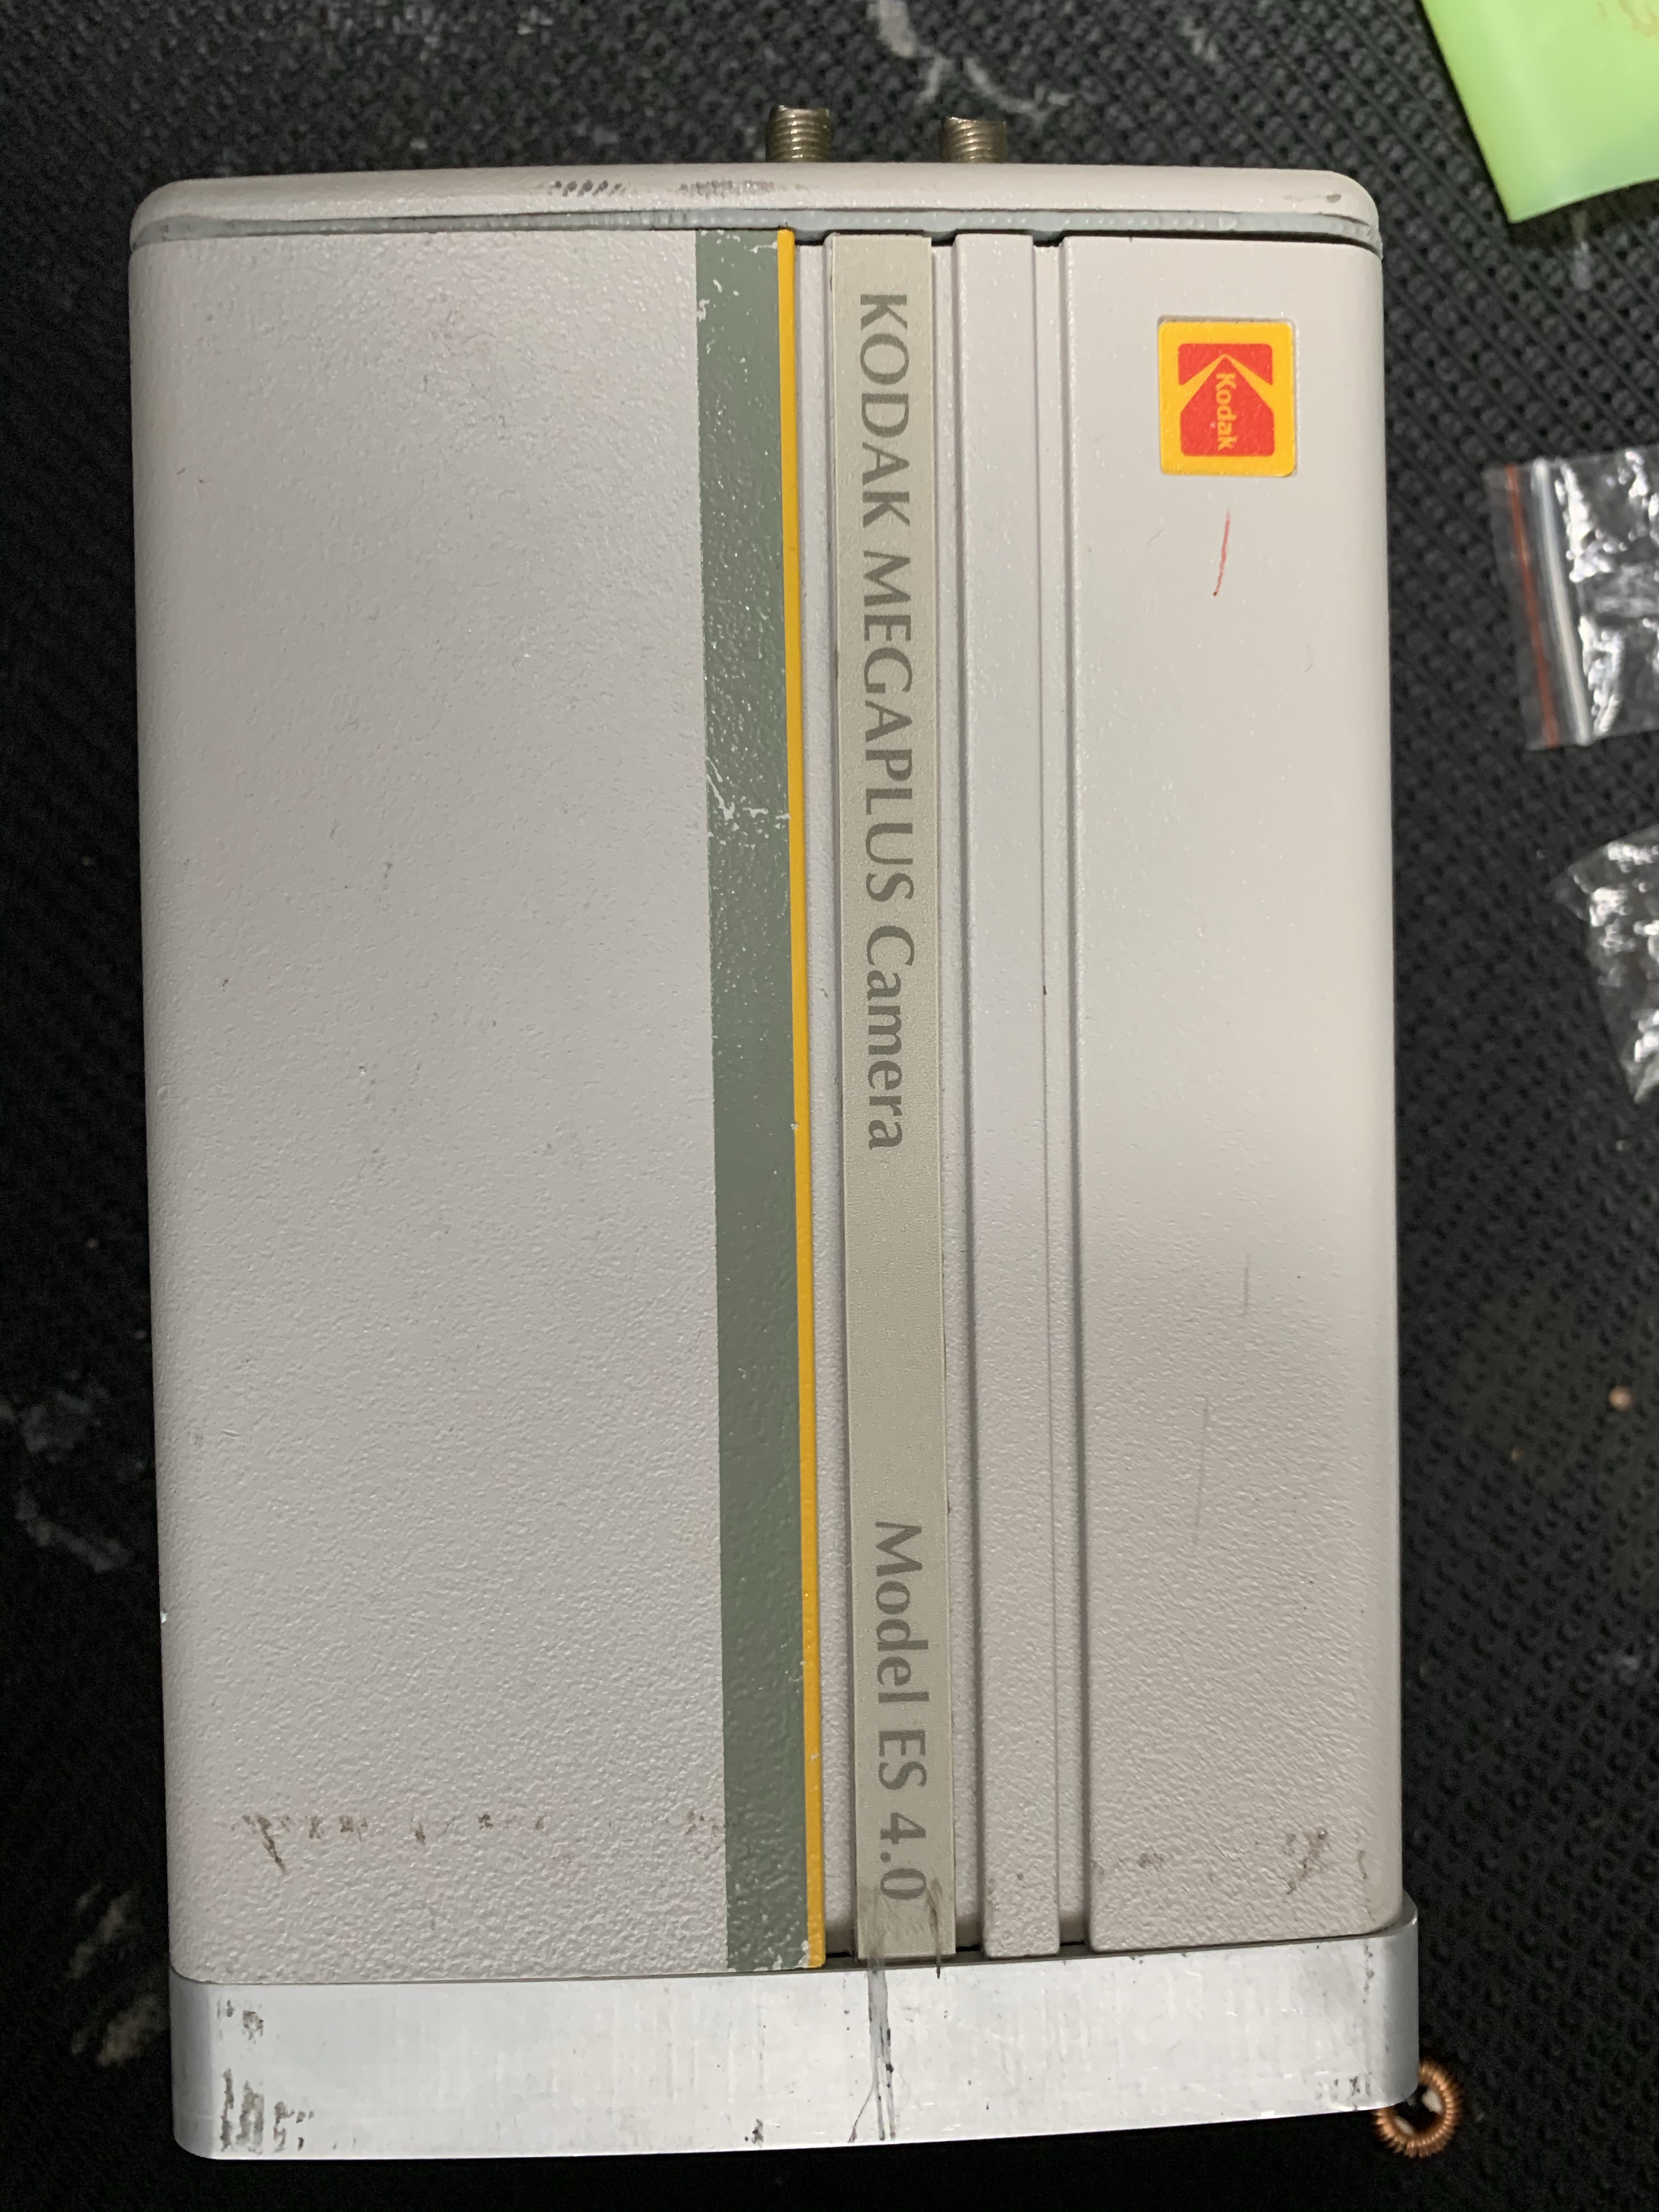 Kodak
KODAK MEGAPLUS Camera Model ES 4.0